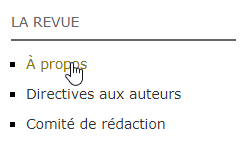 LA REVUE
À propos
Directives aux auteurs
Comité de rédaction